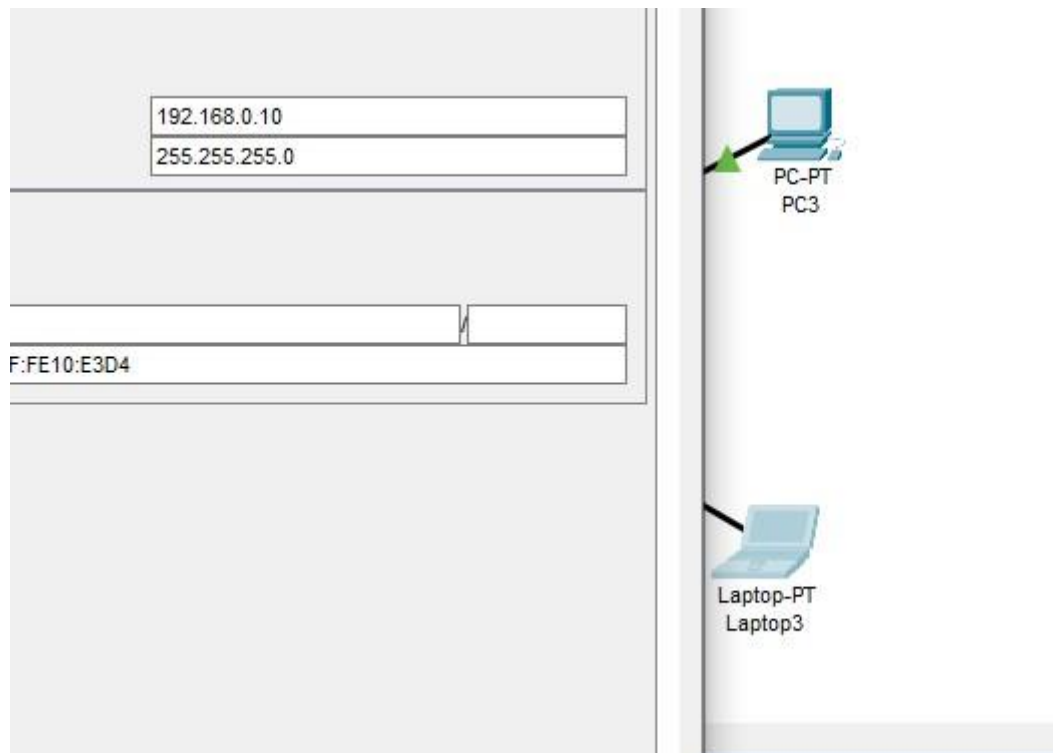 192.168.0.10
255.255.255.0
/
F:FE10:E3D4
PC-PT
PC3
Laptop-PT
Laptop3